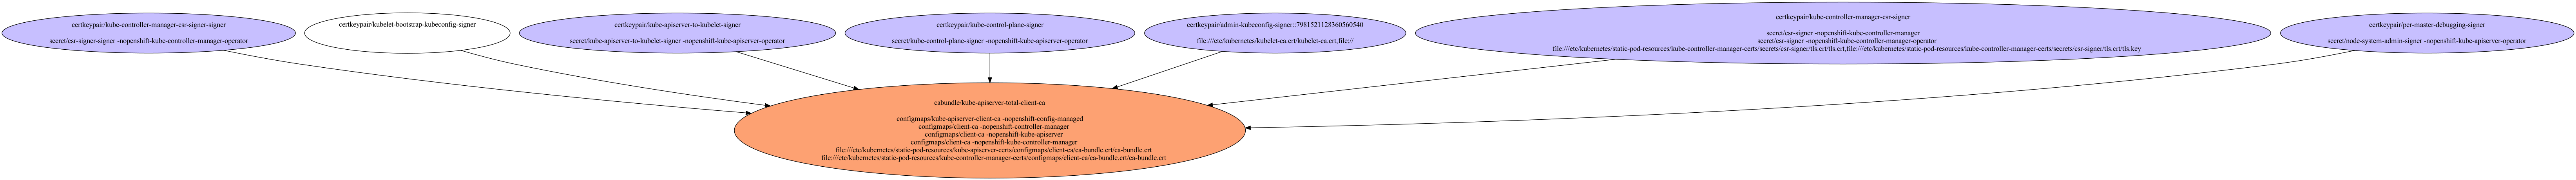 certkeypair/kube-controller-manager-csr-signer-signer
secret/csr-signer-signer -nopenshift-kube-controller-manager-operator
certkeypair/kubelet-bootstrap-kubeconfig-signer
certkeypair/kube-apiserver-to-kubelet-signer
secret/kube-apiserver-to-kubelet-signer -nopenshift-kube-apiserver-operator
certkeypair/kube-control-plane-signer
secret/kube-control-plane-signer -nopenshift-kube-apiserver-operator
certkeypair/admin-kubeconfig-signer::7981521128360560540
file:///etc/kubernetes/kubelet-ca.crt/kubelet-ca.crt,file://
certkeypair/kube-controller-manager-csr-signer
secret/csr-signer -nopenshift-kube-controller-manager
secret/csr-signer -nopenshift-kube-controller-manager-operator
file:///etc/kubernetes/static-pod-resources/kube-controller-manager-certs/secrets/csr-signer/tls.crt/tls.crt,file:///etc/kubernetes/static-pod-resources/kube-controller-manager-certs/secrets/csr-signer/tls.crt/tls.key
certkeypair/per-master-debugging-signer
secret/node-system-admin-signer -nopenshift-kube-apiserver-operator
cabundle/kube-apiserver-total-client-ca
configmaps/kube-apiserver-client-ca -nopenshift-config-managed
configmaps/client-ca -nopenshift-controller-manager
configmaps/client-ca -nopenshift-kube-apiserver
configmaps/client-ca -nopenshift-kube-controller-manager
file:///etc/kubernetes/static-pod-resources/kube-apiserver-certs/configmaps/client-ca/ca-bundle.crt/ca-bundle.crt
file:///etc/kubernetes/static-pod-resources/kube-controller-manager-certs/configmaps/client-ca/ca-bundle.crt/ca-bundle.crt